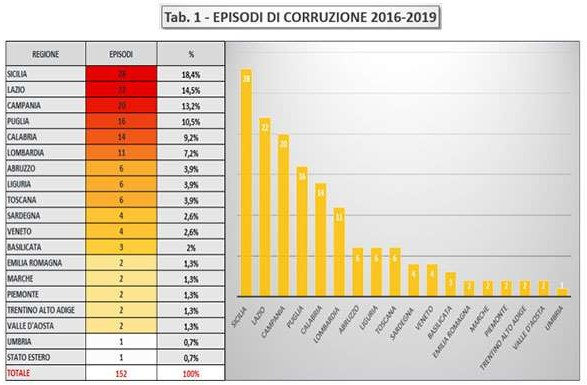 Tab. 1 - EPISODI DI CORRUZIONE 2016-2019
REGIONE EPISODI %
SICILIA 28 18,4%
LAZIO 22 14,5%
CAMPANIA 20 13,2%
PUGLIA 16 10,5%
CALABRIA 14 9,2%
LOMBARDIA 11 7,2%
ABRUZZO 6 3,9%
LIGURIA 6 3,9%
TOSCANA 6 3,9%
SARDEGNA 4 2,6%
VENETO 4 2,6%
BASILICATA 3 2%
EMILIA ROMAGNA 2 1,3%
MARCHE 2 1,3%
PIEMONTE 2 1,3%
TRENTINO ALTO ADIGE 2 1,3%
VALLE D'AOSTA 2 1,3%
UMBRIA 1 0,7%
STATO ESTERO 1 0,7%
TOTALE 152 100%
28 22 20 16 14 11 6 6 6 4 4 3 2 2 2 2 2 1
SICILIA LAZIO CAMPANIA PUGLIA CALABRIA LOMBARDIA ABRUZZO LIGURIA TOSCANA SARDEGNA VENETO BASILICATA EMILIA ROMAGNA MARCHE PIEMONTE TRENTINO ALTO ADIGE VALLE D'AOSTA UMBRIA